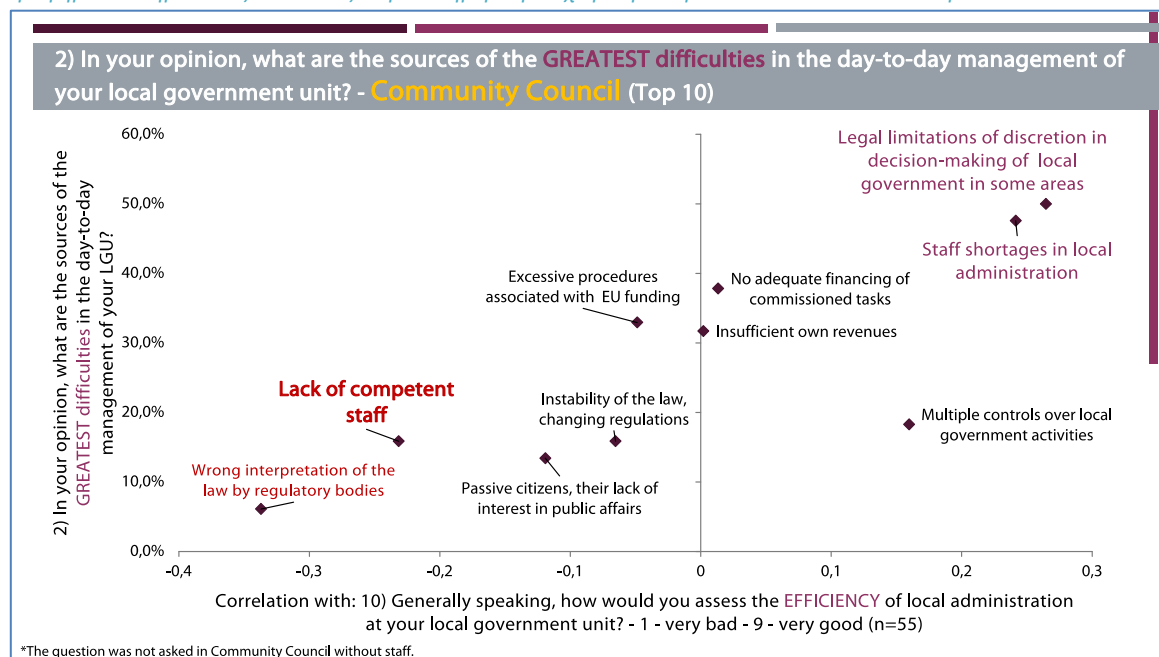 2) In your opinion, what are the sources of the GREATEST difficulties in the day-to-day management of
your local government unit? - Community Council (Top 10)
2) In your opinion, what are the sources of the
GREATEST difficulties in the day-to-day
management of your LGU?
60,0%
50,0%
40,0%
30,0%
20,0%
10,0%
0,0%
Legal limitations of discretion in
decision-making of local
government in some areas
Staff shortages in local
administration
Excessive procedures
associated with EU funding
No adequate financing of
commissioned tasks
Insufficient own revenues
Lack of competent
staff
Instability of the law,
changing regulations
Multiple controls over local
government activities
Wrong interpretation of the
law by regulatory bodies
Passive citizens, their lack of
interest in public affairs
-0,4
-0,3
-0,2
-0,1
0
0,1
0,2
0,3
Correlation with: 10) Generally speaking, how would you assess the EFFICIENCY of local administration
at your local government unit? - 1 - very bad - 9 - very good (n=55)
*The question was not asked in Community Council without staff.